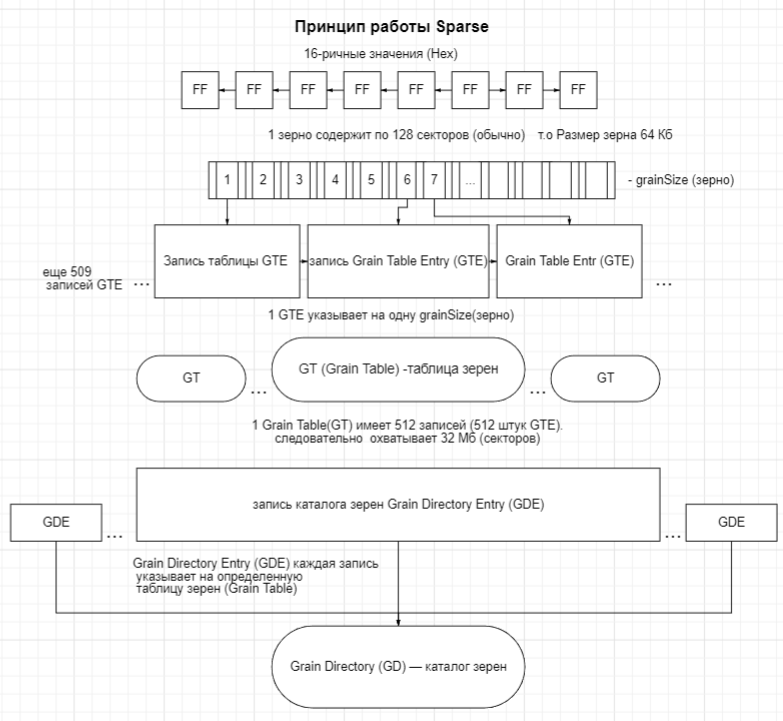 Принцип работы Sparse
16-ричные значения (Hex)
FF FF FF FF FF FF FF FF
1 зерно содержит по 128 секторов (обычно) т.о Размер зерна 64 Кб
1 2 3 4 5 6 7 ... - grainSize (зерно)
Запись таблицы GTE запись Grain Table Entry (GTE) Grain Table Entr (GTE)
еще 509
записей GTE ... ...
1 GTE указывает на одну grainSize(зерно)
GT ... GT (Grain Table) -таблица зерен ... GT
1 Grain Table(GT) имеет 512 записей (512 штук GTE).
следовательно охватывает 32 Мб (секторов)
GDE ... запись каталога зерен Grain Directory Entry (GDE) ... GDE
Grain Directory Entry (GDE) каждая запись
указывает на определенную
таблицу зерен (Grain Table)
Grain Directory (GD) — каталог зерен